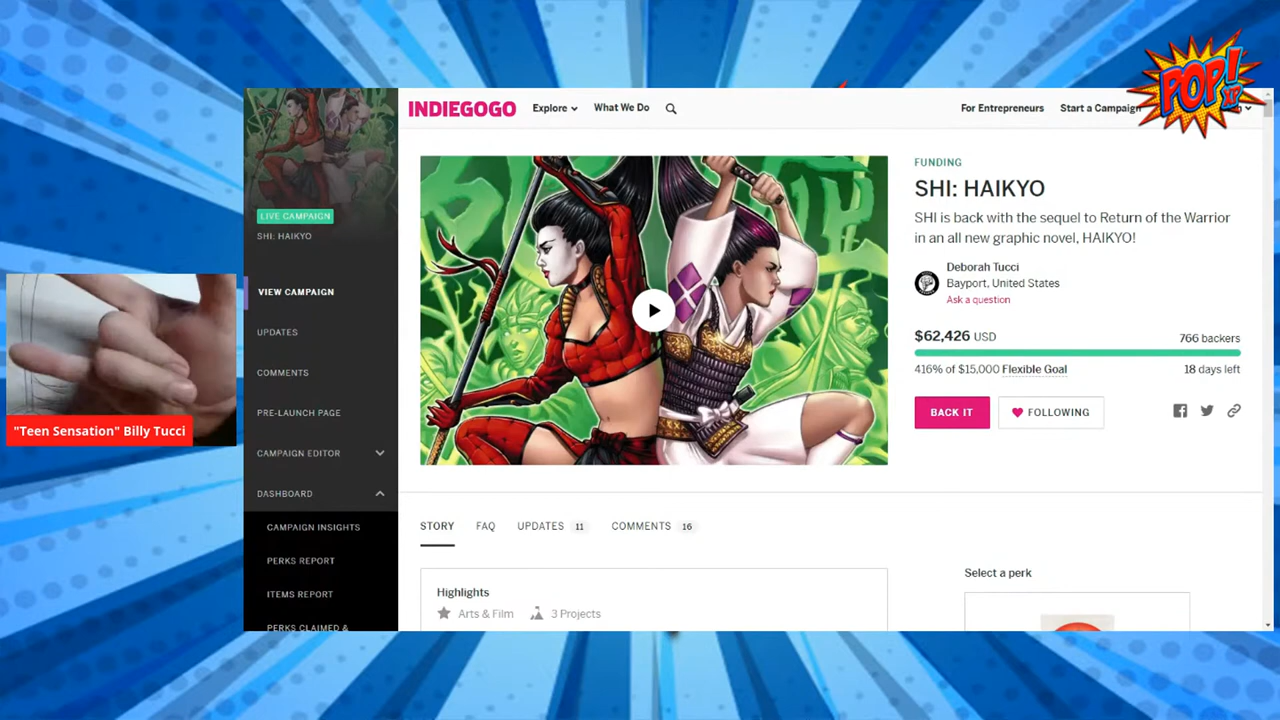 POP!
XP
INDIEGOGO
Explore
What We Do
For Entrepreneurs
Start a Campaign
LIVE CAMPAIGN
SHI: HAIKYO
VIEW CAMPAIGN
UPDATES
COMMENTS
PRE-LAUNCH PAGE
CAMPAIGN EDITOR
DASHBOARD
CAMPAIGN INSIGHTS
PERKS REPORT
ITEMS REPORT
PERKS CLAIMED &
"Teen Sensation" Billy Tucci
FUNDING
SHI: HAIKYO
SHI is back with the sequel to Return of the Warrior
in an all new graphic novel, HAIKYO!
Deborah Tucci
Bayport, United States
Ask a question
$62,426 USD
766 backers
416% of $15,000 Flexible Goal
18 days left
BACK IT
FOLLOWING
STORY
FAQ
UPDATES 11
COMMENTS 16
Highlights
Arts & Film
3 Projects
Select a perk